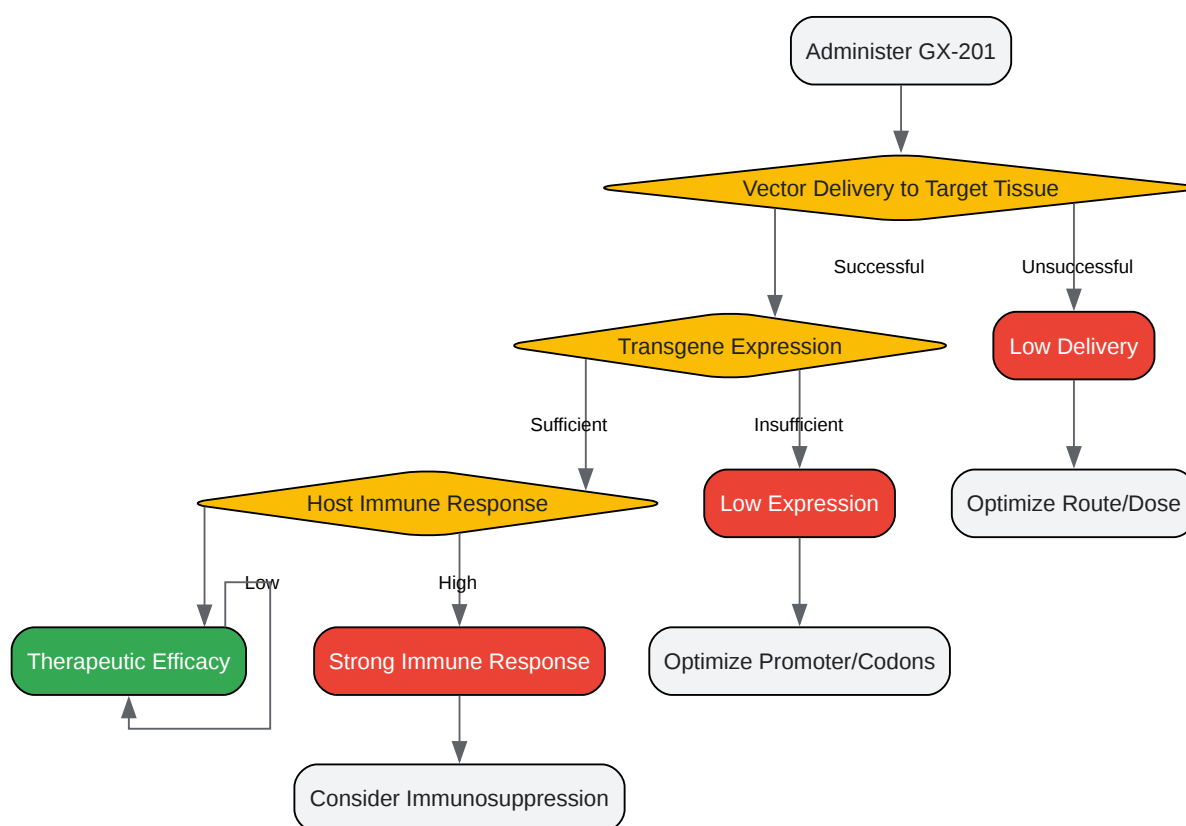 Administer GX-201
Vector Delivery to Target Tissue
Successful
Unsuccessful
Transgene Expression
Low Delivery
Sufficient
Insufficient
Host Immune Response
Low Expression
Optimize Route/Dose
Low
High
Therapeutic Efficacy
Strong Immune Response
Optimize Promoter/Codons
Consider Immunosuppression